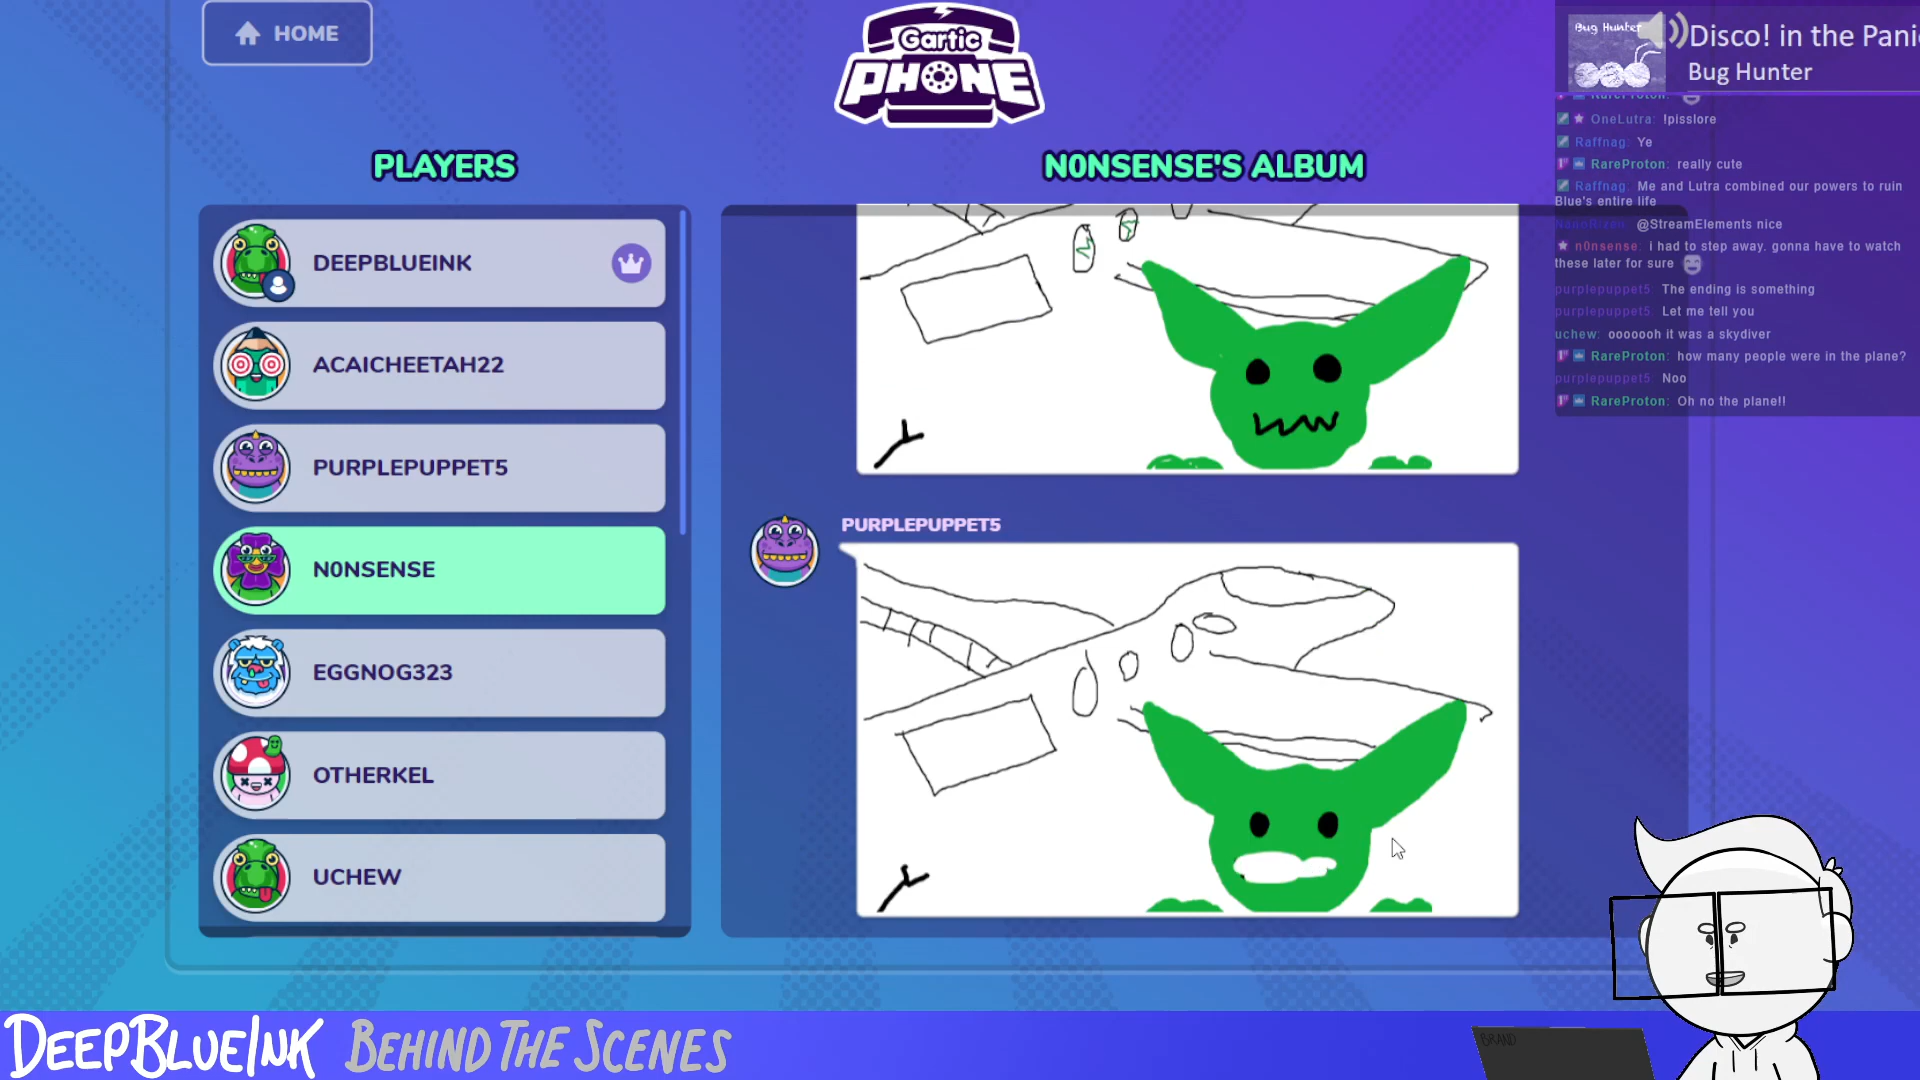 HOME
Gartic
PHONE
PLAYERS
DEEPBLUEINK
ACAICHEETAH22
PURPLEPUPPET5
N0NSENSE
EGGNOG323
OTHERKEL
UCHEW
N0NSENSE'S ALBUM
PURPLEPUPPET5
Bug Hunter
Disco! in the Pani
Bug Hunter
RareProton:
OneLutra: !pisslore
Raffnag: Ye
RareProton: really cute
Raffnag: Me and Lutra combined our powers to ruin
Blue's entire life
@StreamElements nice
n0nsense: i had to step away. gonna have to watch
these later for sure
purplepuppet5: The ending is something
purplepuppet5: Let me tell you
uchew: ooooooh it was a skydiver
RareProton: how many people were in the plane?
purplepuppet5: Noo
RareProton: Oh no the plane!!
BRAND
DEEPBLUEINK BEHIND THE SCENES